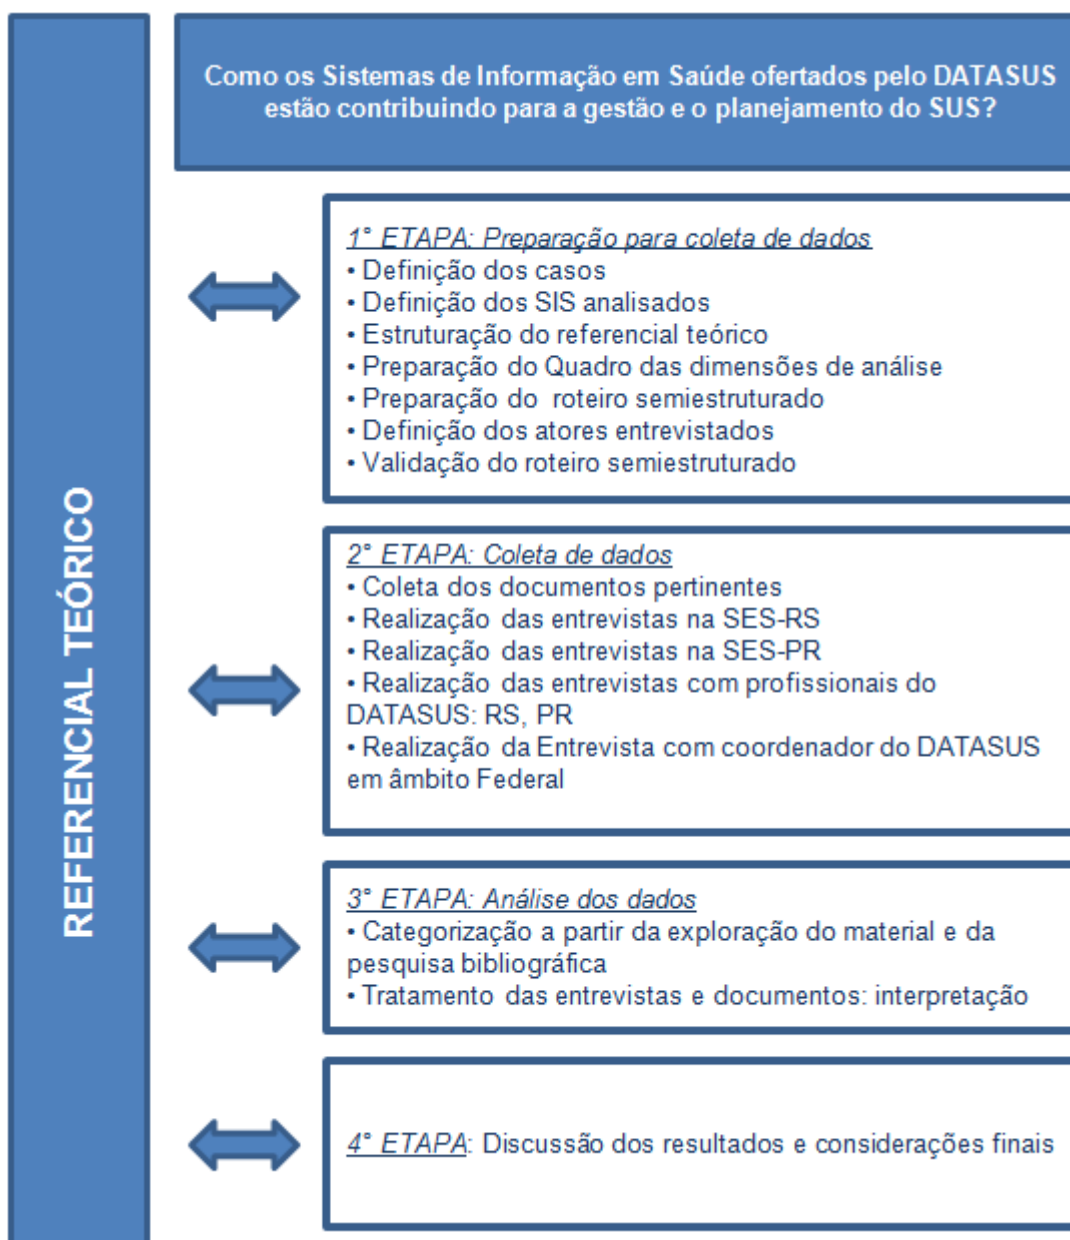 REFERENCIAL TEÓRICO
Como os Sistemas de Informação em Saúde ofertados pelo DATASUS
estão contribuindo para a gestão e o planejamento do SUS?
1° ETAPA: Preparação para coleta de dados
• Definição dos casos
• Definição dos SIS analisados
• Estruturação do referencial teórico
• Preparação do Quadro das dimensões de análise
• Preparação do roteiro semiestruturado
• Definição dos atores entrevistados
• Validação do roteiro semiestruturado
2° ETAPA: Coleta de dados
• Coleta dos documentos pertinentes
• Realização das entrevistas na SES-RS
• Realização das entrevistas na SES-PR
• Realização das entrevistas com profissionais do
DATASUS: RS, PR
• Realização da Entrevista com coordenador do DATASUS
em âmbito Federal
3° ETAPA: Análise dos dados
• Categorização a partir da exploração do material e da
pesquisa bibliográfica
• Tratamento das entrevistas e documentos: interpretação
4° ETAPA: Discussão dos resultados e considerações finais